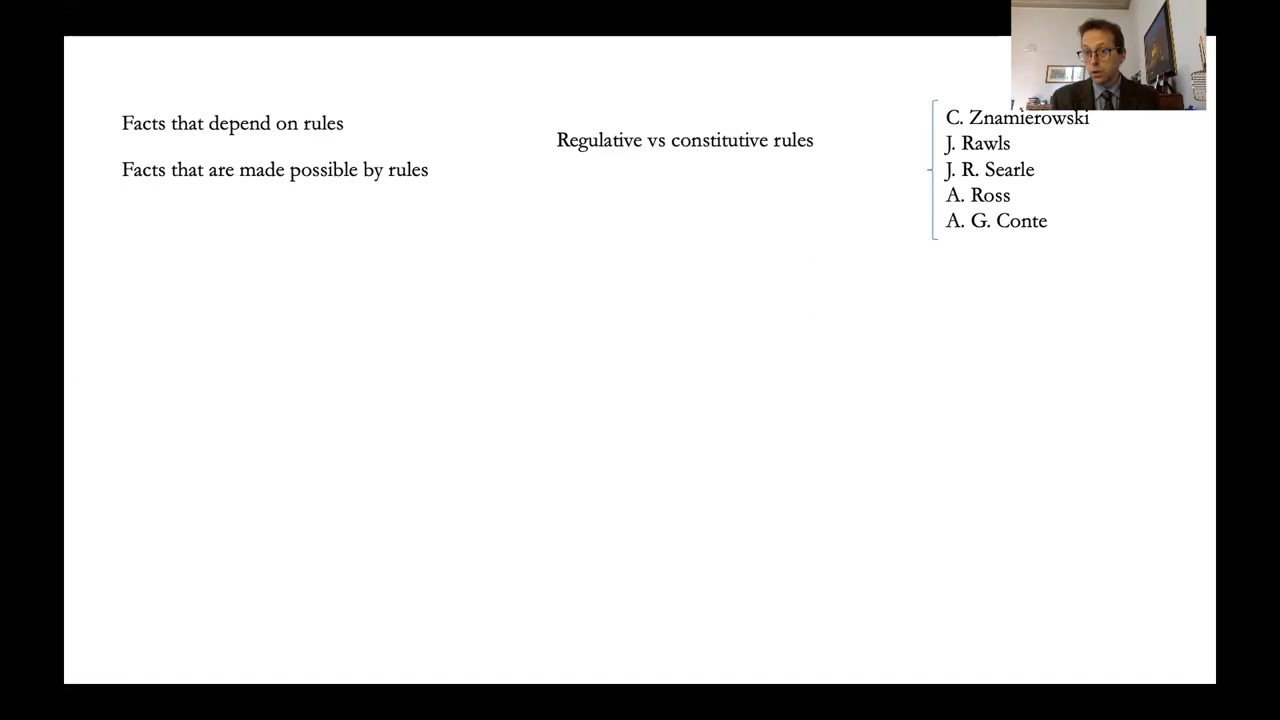 Facts that depend on rules
Facts that are made possible by rules
Regulative vs constitutive rules
C. Znamierowski
J. Rawls
J. R. Searle
A. Ross
A. G. Conte